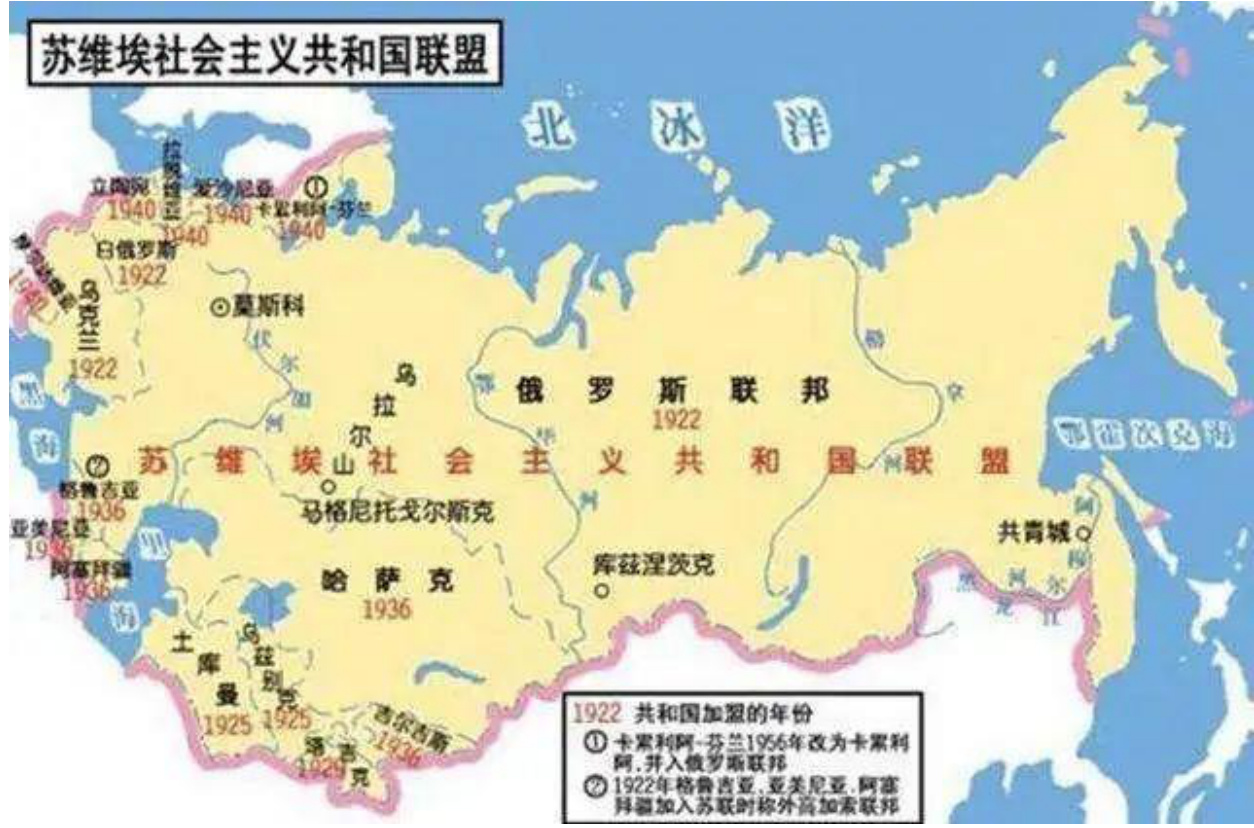 苏维埃社会主义共和国联盟
北冰洋
拉脱维亚
1940
立陶宛
1940
爱沙尼亚
1940
①
卡累利阿-芬兰
1940
白俄罗斯
1922
1940
乌克兰
1922
莫斯科
伏尔加河
乌拉尔山
鄂毕河
勒拿河
俄罗斯联邦
1922
苏维埃社会主义共和国联盟
黑海
鄂霍次克海
②
格鲁吉亚
1936
亚美尼亚
1936
阿塞拜疆
1936
里海
马格尼托戈尔斯克
哈萨克
1936
库兹涅茨克
共青城
阿穆尔河
黑龙江
土库曼
1925
乌兹别克
1925
吉尔吉斯
1936
塔吉克
1929
1922 共和国加盟的年份
① 卡累利阿-芬兰1956年改为卡累利
阿,并入俄罗斯联邦
② 1922年格鲁吉亚、亚美尼亚、阿塞
拜疆加入苏联时称外高加索联邦